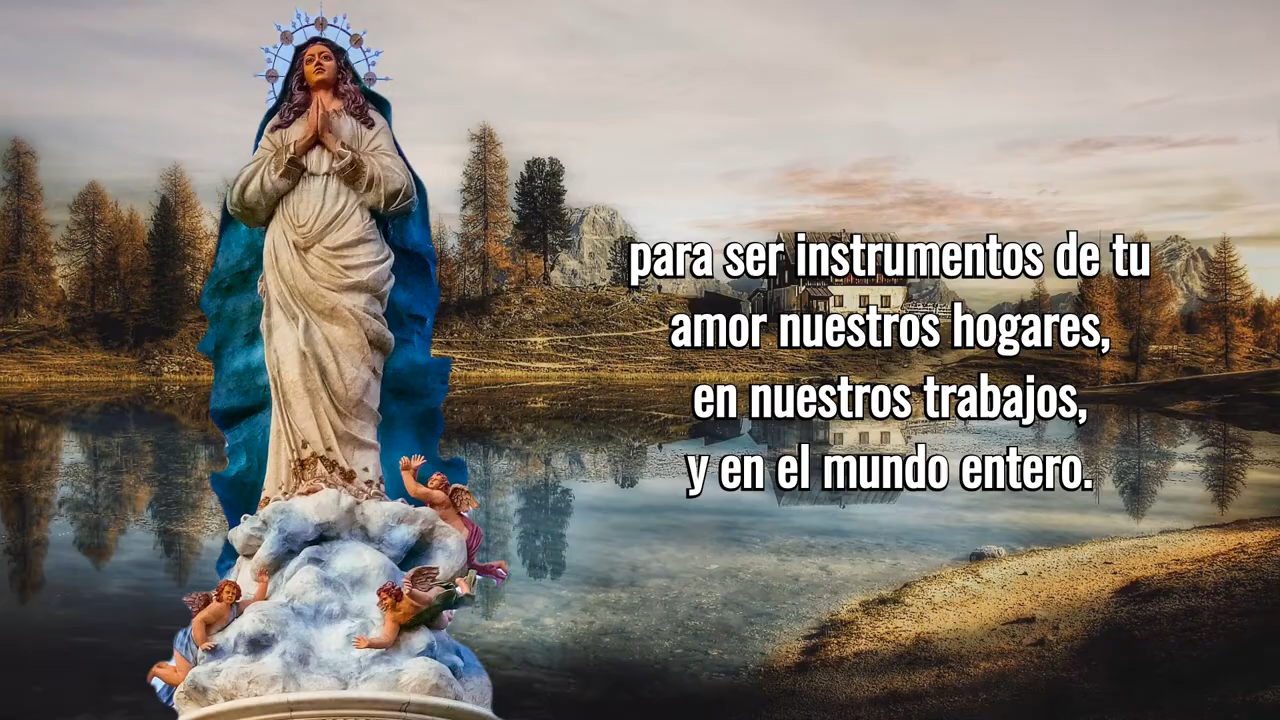 para ser instrumentos de tu
amor nuestros hogares,
en nuestros trabajos,
y en el mundo entero.